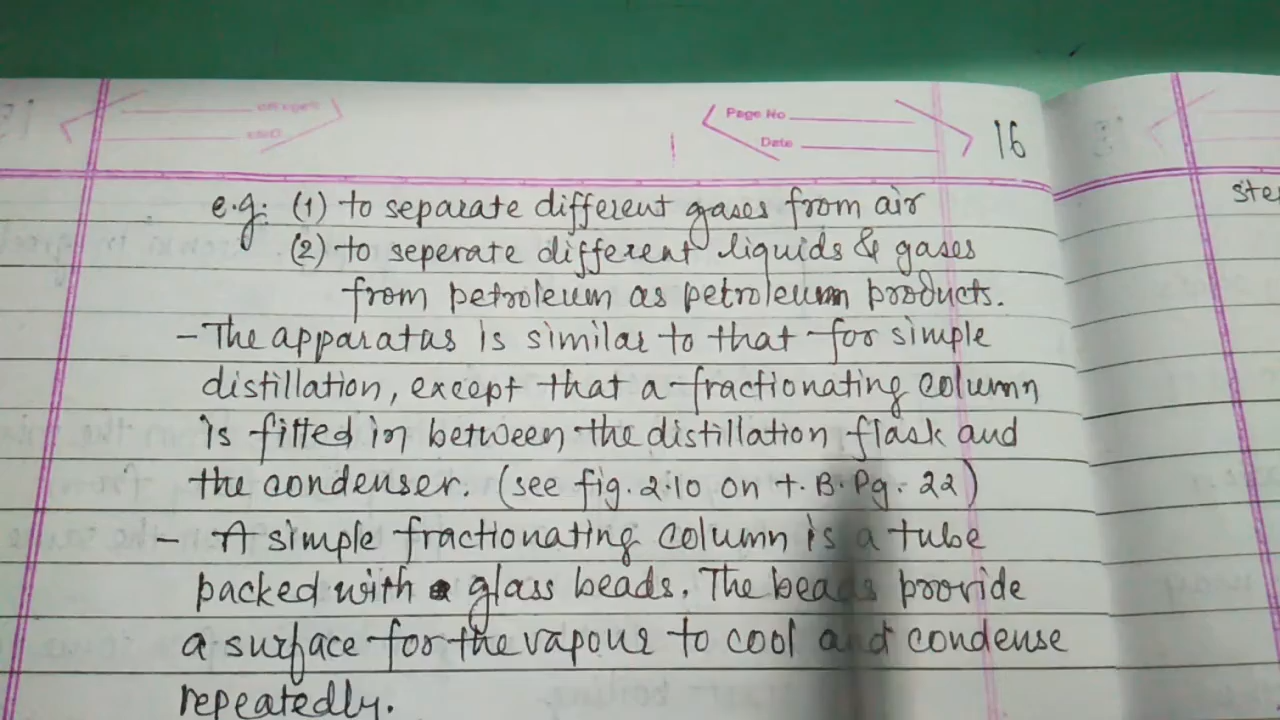 Page No
Date
16
e.g: (1) to separate different gases from air
(2) to seperate different liquids & gases
from petroleum as petroleum products.
- The apparatus is similar to that for simple
distillation, except that a fractionating column
is fitted in between the distillation flask and
the condenser. (see fig. 2.10 on t.B.Pg. 22)
- A simple fractionating column is a tube
packed with glass beads. The beads provide
a surface for the vapour to cool and condense
repeatedly.